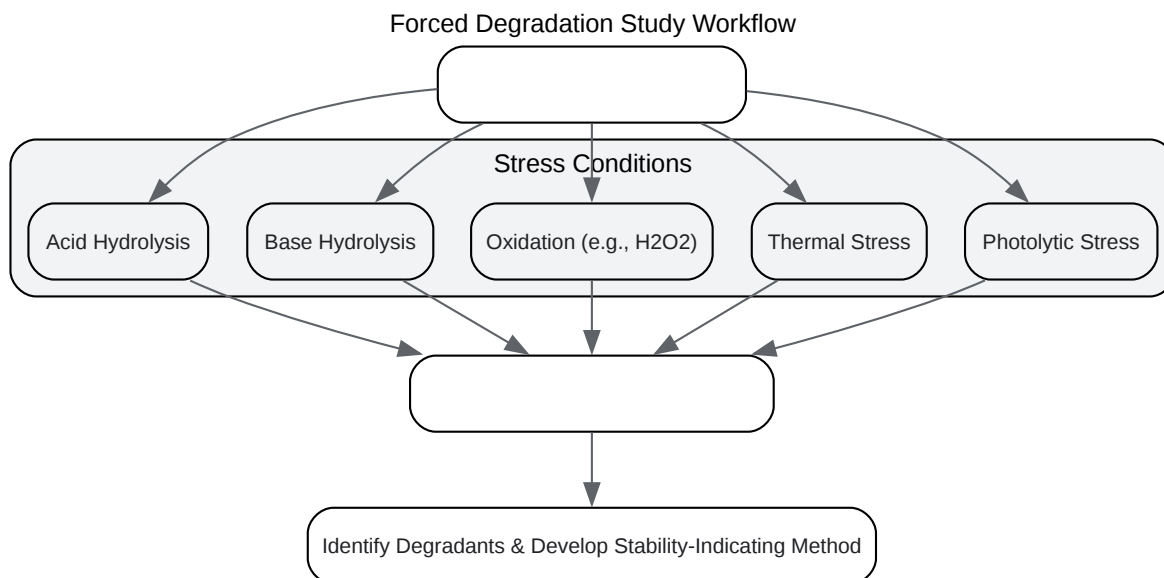 Forced Degradation Study Workflow
Stress Conditions
Acid Hydrolysis
Base Hydrolysis
Oxidation (e.g., H2O2)
Thermal Stress
Photolytic Stress
Identify Degradants & Develop Stability-Indicating Method